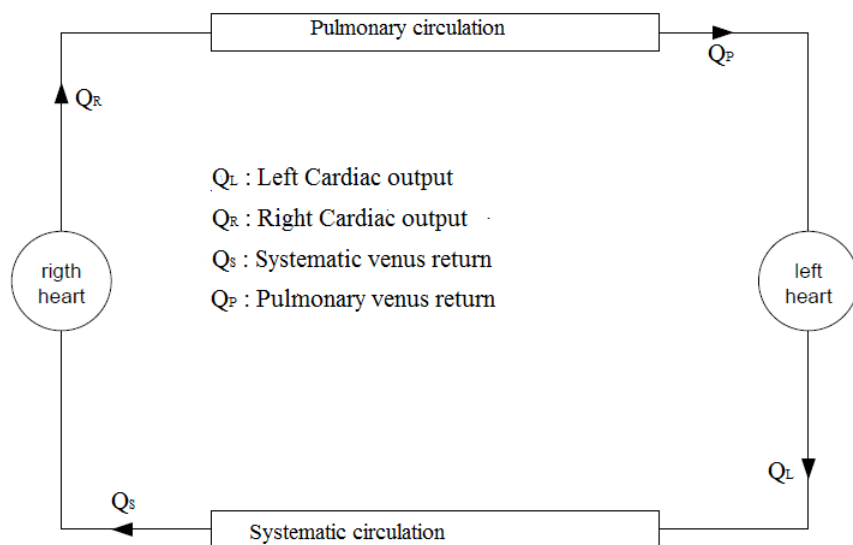 Pulmonary circulation
QP
QR
QL : Left Cardiac output
QR : Right Cardiac output
QS : Systematic venus return
QP : Pulmonary venus return
rigth
heart
left
heart
QL
QS
Systematic circulation